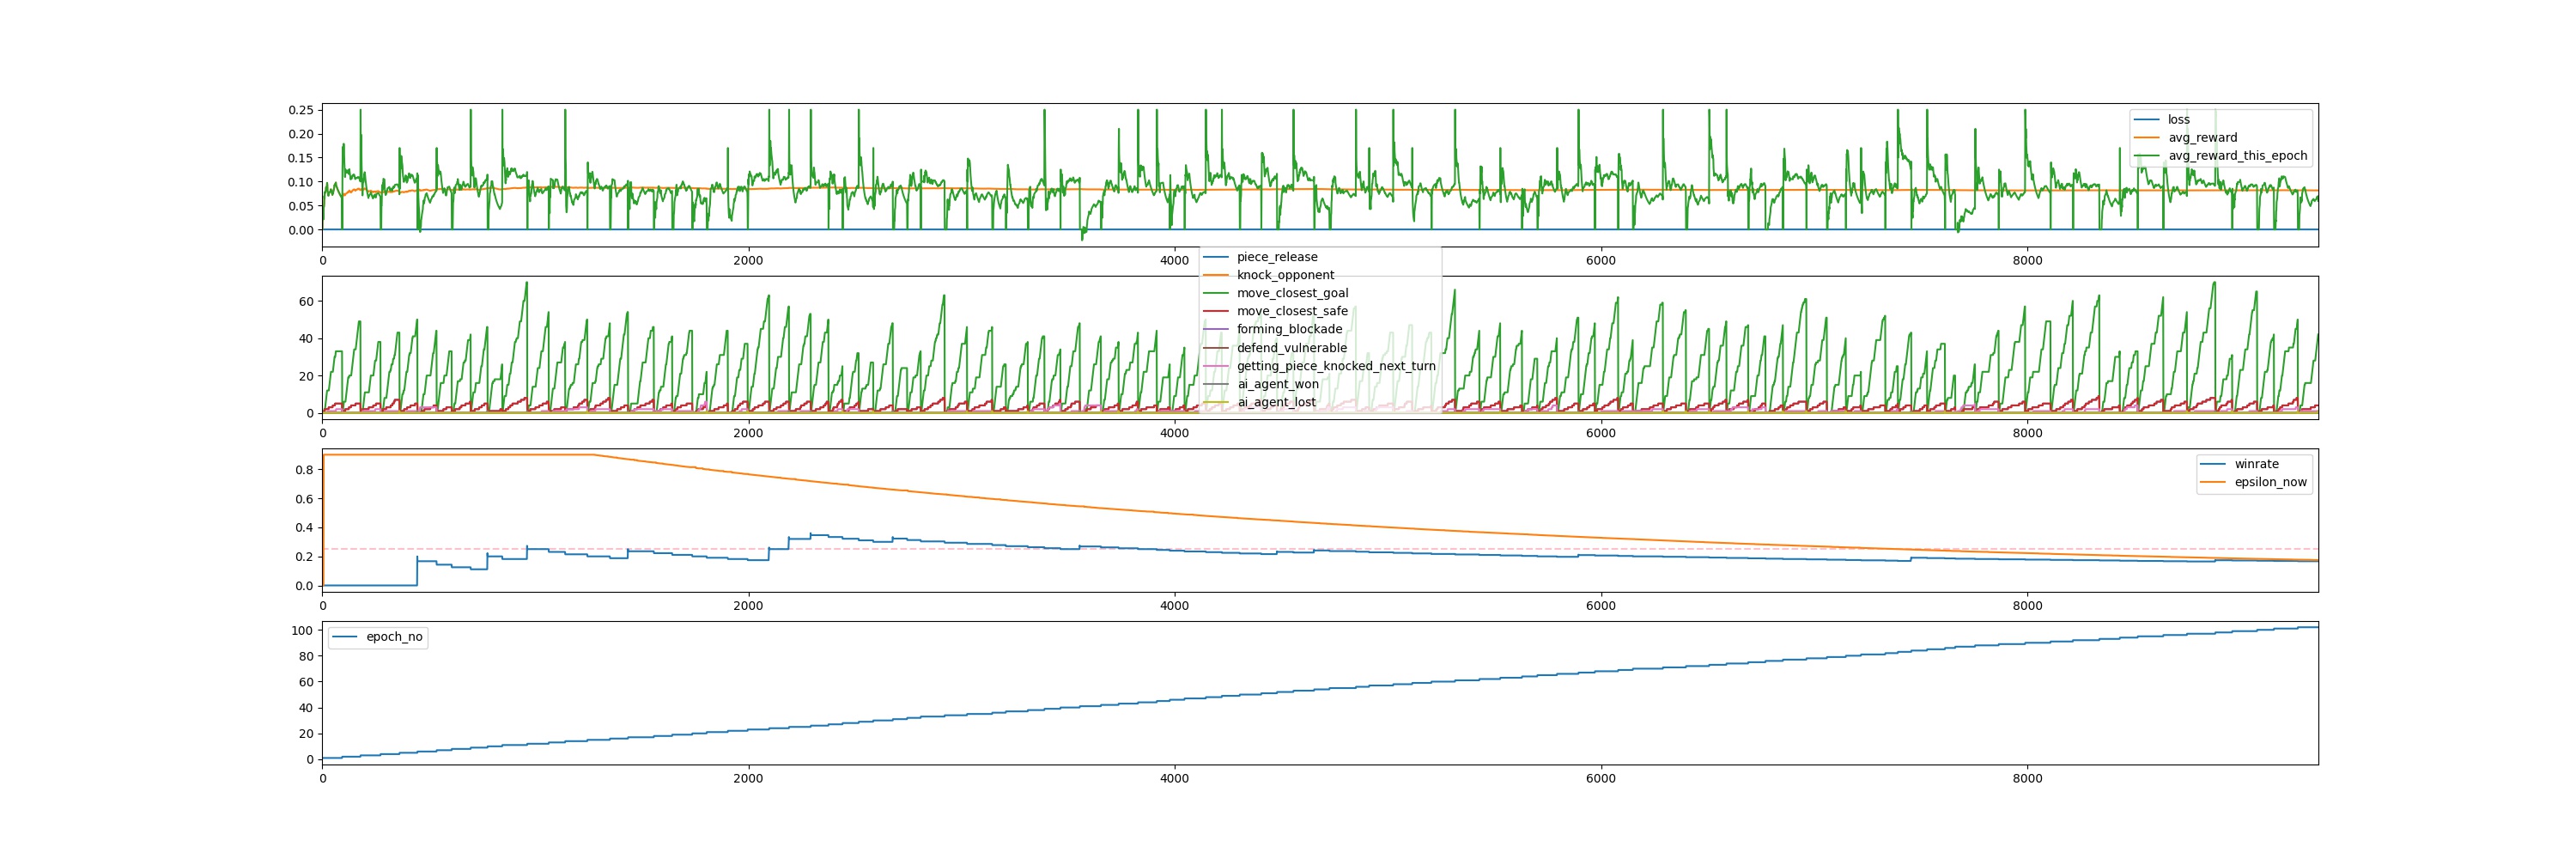 0.25
0.20
0.15
0.10
0.05
0.00
loss
avg_reward
avg_reward_this_epoch
0 2000 4000 6000 8000
60
40
20
0
piece_release
knock_opponent
move_closest_goal
move_closest_safe
forming_blockade
defend_vulnerable
getting_piece_knocked_next_turn
ai_agent_won
ai_agent_lost
0 2000 4000 6000 8000
0.8
0.6
0.4
0.2
0.0
winrate
epsilon_now
0 2000 4000 6000 8000
100
80
60
40
20
0
epoch_no
0 2000 4000 6000 8000